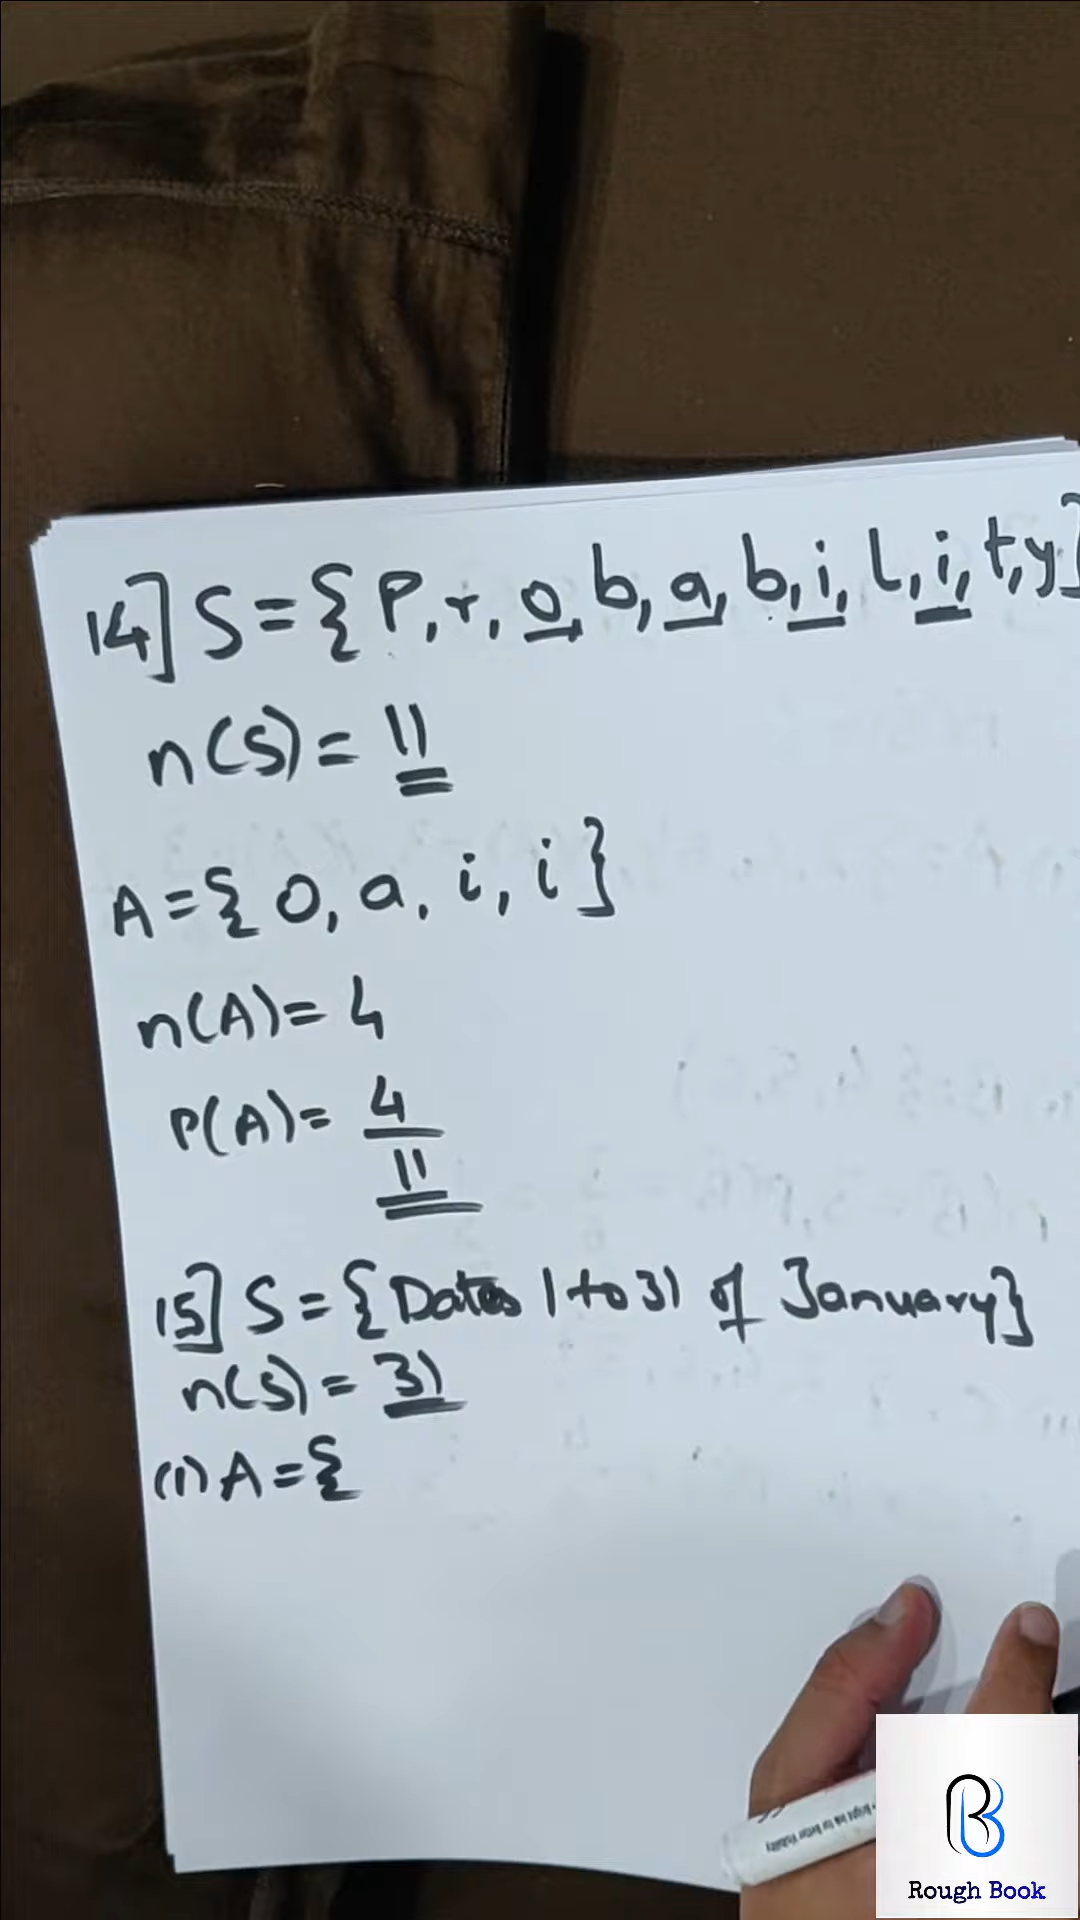 14] S = { P, r, o, b, a, b, i, l, i, t, y}
n(S) = 11
A = { o, a, i, i }
n(A) = 4
P(A) = 4
11
15] S = { Dates 1 to 31 of January}
n(S) = 31
(1) A = {
B
Rough Book